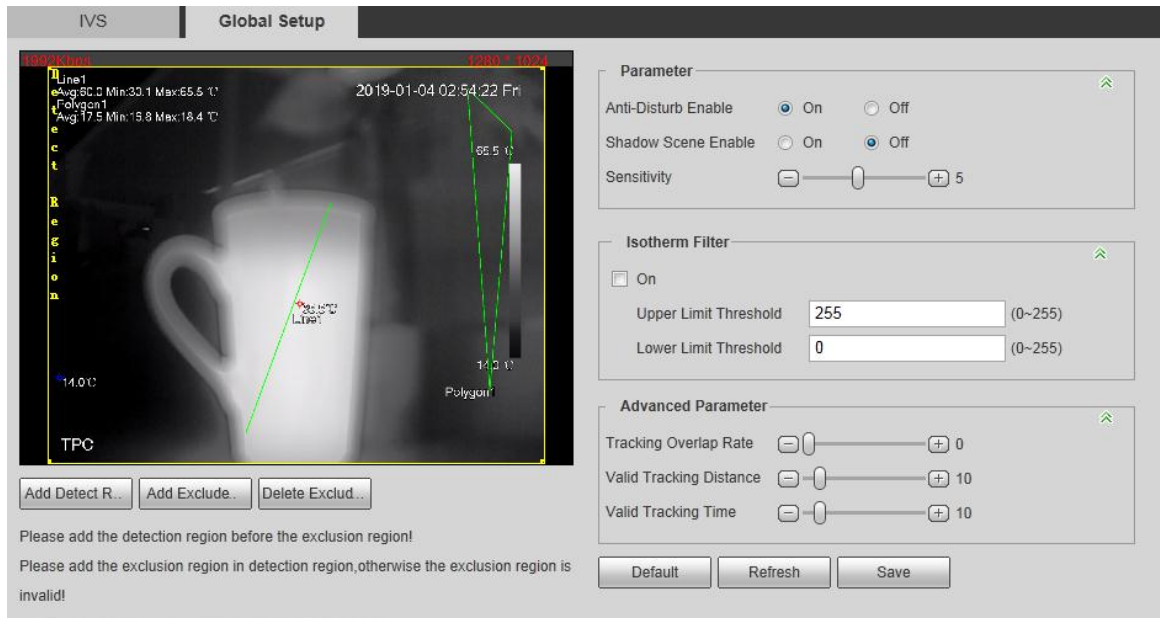 IVS
Global Setup
1992Kbps
1280 * 1024
Line1
Avg:60.0 Min:30.1 Max:65.5 ℃
Polygon1
Avg:17.5 Min:16.8 Max:18.4 ℃
2019-01-04 02:54:22 Fri
Detect Region
65.5 ℃
Line1
14.0 ℃
14.0℃
Polygon1
TPC
Add Detect R..
Add Exclude..
Delete Exclud...
Please add the detection region before the exclusion region!
Please add the exclusion region in detection region,otherwise the exclusion region is
invalid!
Parameter
Anti-Disturb Enable On Off
Shadow Scene Enable On Off
Sensitivity 5
Isotherm Filter
On
Upper Limit Threshold 255 (0~255)
Lower Limit Threshold 0 (0~255)
Advanced Parameter
Tracking Overlap Rate 0
Valid Tracking Distance 10
Valid Tracking Time 10
Default
Refresh
Save